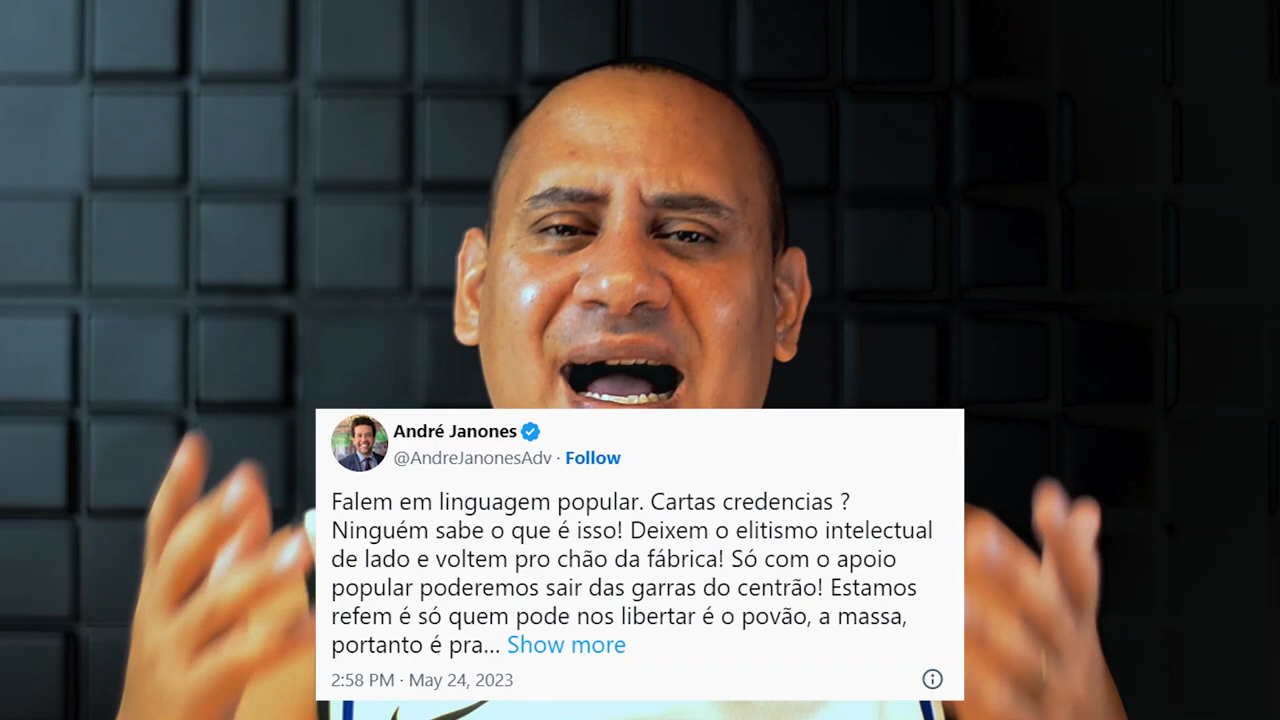 André Janones
@AndreJanonesAdv · Follow
Falem em linguagem popular. Cartas credencias ?
Ninguém sabe o que é isso! Deixem o elitismo intelectual
de lado e voltem pro chão da fábrica! Só com o apoio
popular poderemos sair das garras do centrão! Estamos
refem é só quem pode nos libertar é o povão, a massa,
portanto é pra... Show more
2:58 PM · May 24, 2023